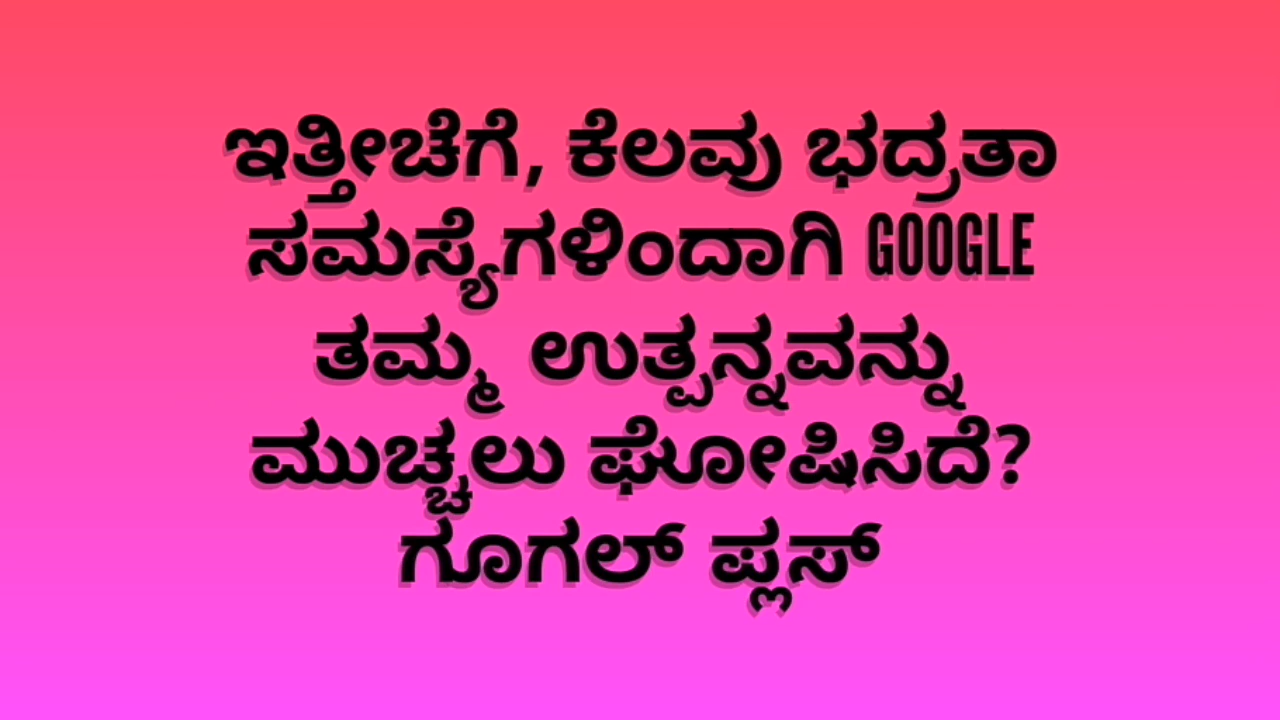 ಇತ್ತೀಚೆಗೆ, ಕೆಲವು ಭದ್ರತಾ
ಸಮಸ್ಯೆಗಳಿಂದಾಗಿ GOOGLE
ತಮ್ಮ ಉತ್ಪನ್ನವನ್ನು
ಮುಚ್ಚಲು ಘೋಷಿಸಿದೆ?
ಗೂಗಲ್ ಪ್ಲಸ್